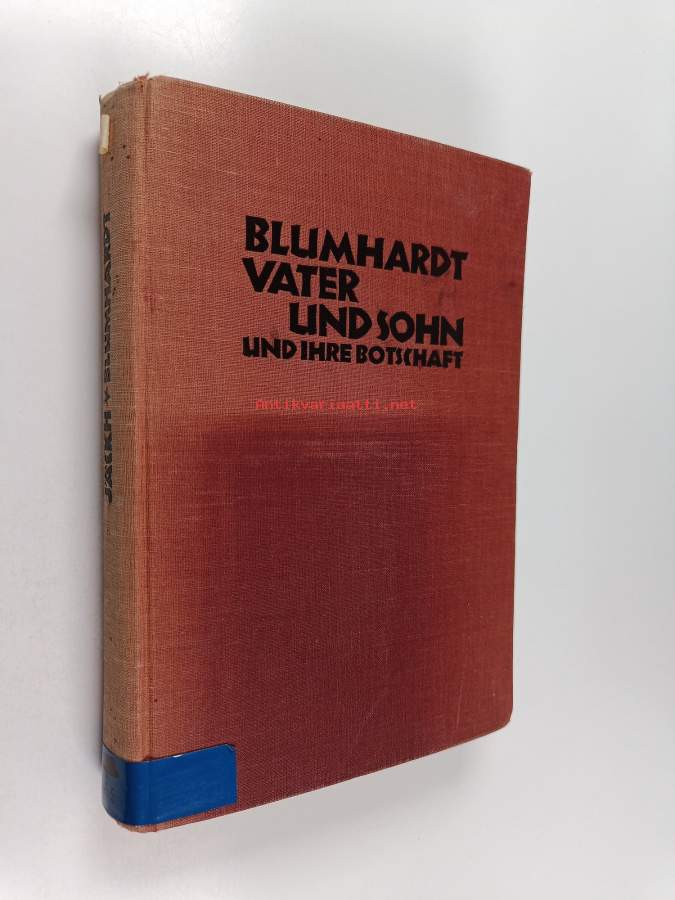 BLUMHARDT
VATER
UND SOHN
UND IHRE BOTSCHAFT
Antikvariaatti.net
JÄCKH + BLUMHARDT